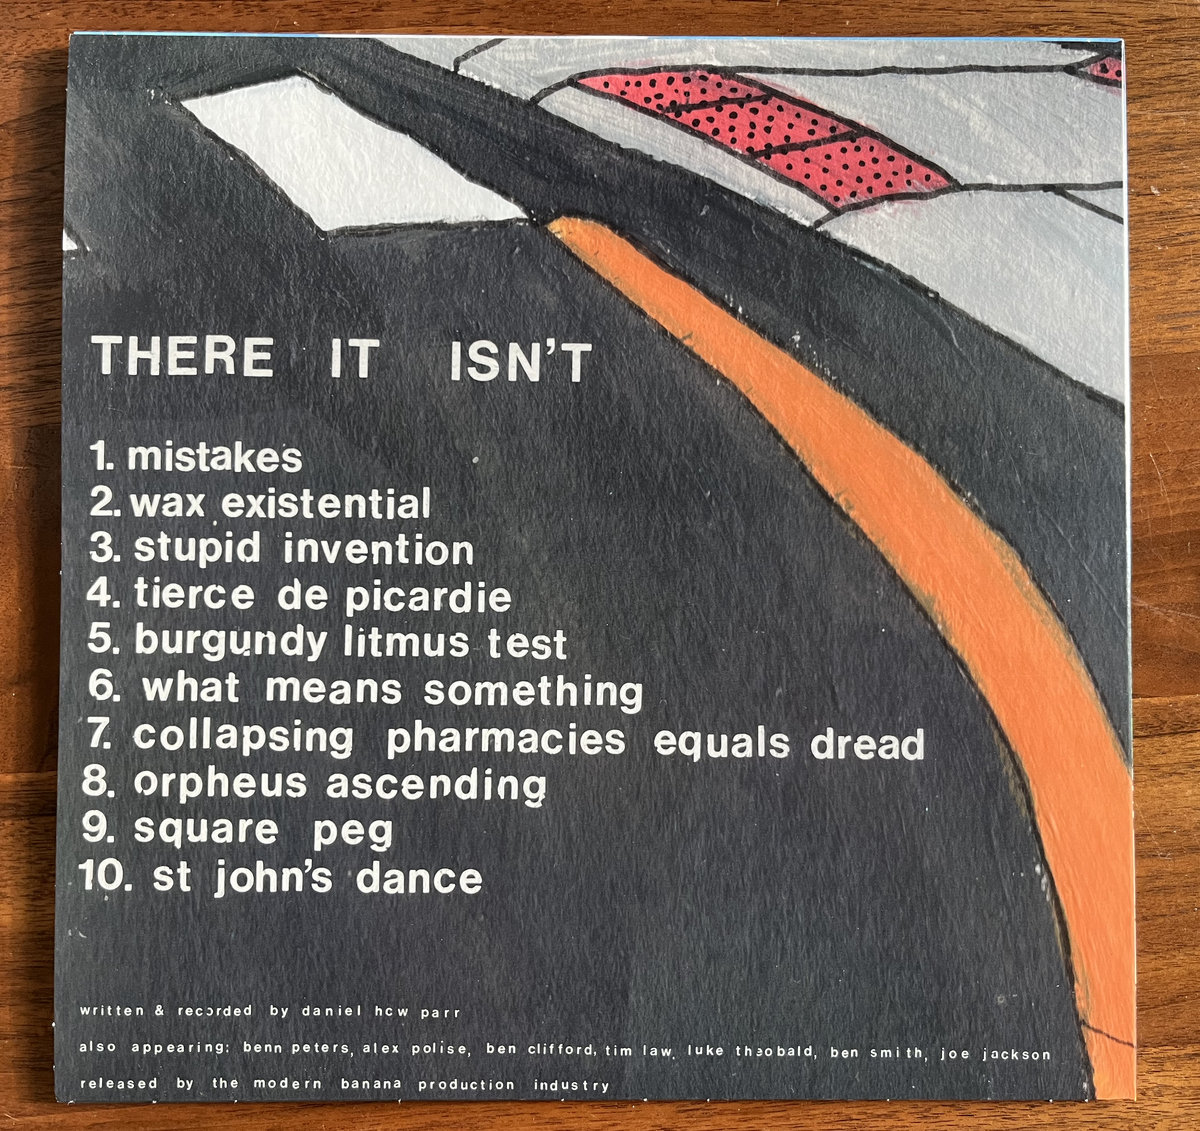 THERE IT ISN'T
1. mistakes
2. wax existential
3. stupid invention
4. tierce de picardie
5. burgundy litmus test
6. what means something
7. collapsing pharmacies equals dread
8. orpheus ascending
9. square peg
10. st john's dance
written & recorded by daniel hcw parr
also appearing: benn peters, alex polise, ben clifford, tim law, luke theobald, ben smith, joe jackson
released by the modern banana production industry